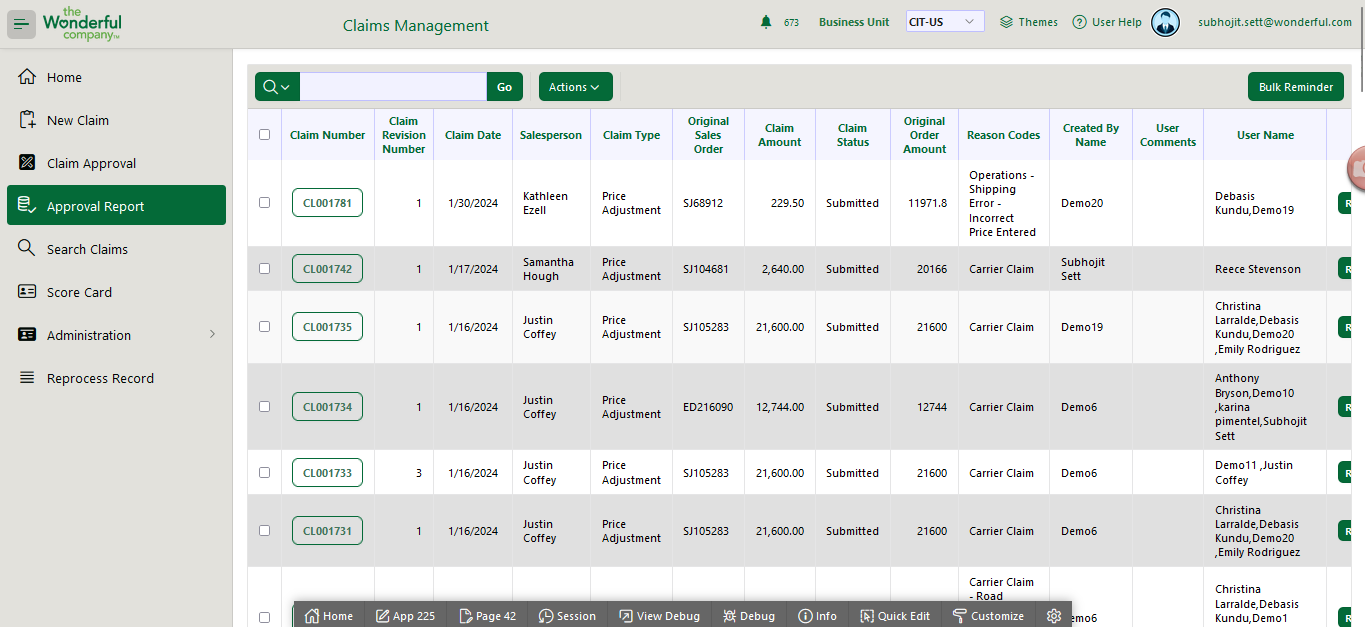 the
Wonderful
company™
Claims Management
673
Business Unit
CIT-US
Themes
User Help
subhojit.sett@wonderful.com
Home
New Claim
Claim Approval
Approval Report
Search Claims
Score Card
Administration
Reprocess Record
Go
Actions
Bulk Reminder
Claim Number
Claim
Revision
Number
Claim Date
Salesperson
Claim Type
Original
Sales
Order
Claim
Amount
Claim
Status
Original
Order
Amount
Reason Codes
Created By
Name
User
Comments
User Name
CL001781
1
1/30/2024
Kathleen
Ezell
Price
Adjustment
SJ68912
229.50
Submitted
11971.8
Operations -
Shipping
Error -
Incorrect
Price Entered
Demo20
Debasis
Kundu,Demo19
R
CL001742
1
1/17/2024
Samantha
Hough
Price
Adjustment
SJ104681
2,640.00
Submitted
20166
Carrier Claim
Subhojit
Sett
Reece Stevenson
R
CL001735
1
1/16/2024
Justin
Coffey
Price
Adjustment
SJ105283
21,600.00
Submitted
21600
Carrier Claim
Demo19
Christina
Larralde,Debasis
Kundu,Demo20
,Emily Rodriguez
R
CL001734
1
1/16/2024
Justin
Coffey
Price
Adjustment
ED216090
12,744.00
Submitted
12744
Carrier Claim
Demo6
Anthony
Bryson,Demo10
,karina
pimentel,Subhojit
Sett
R
CL001733
3
1/16/2024
Justin
Coffey
Price
Adjustment
SJ105283
21,600.00
Submitted
21600
Carrier Claim
Demo6
Demo11 ,Justin
Coffey
R
CL001731
1
1/16/2024
Justin
Coffey
Price
Adjustment
SJ105283
21,600.00
Submitted
21600
Carrier Claim
Demo6
Christina
Larralde,Debasis
Kundu,Demo20
,Emily Rodriguez
R
Carrier Claim
- Road
emo6
Christina
Larralde,Debasis
Kundu,Demo1
R
Home
App 225
Page 42
Session
View Debug
Debug
Info
Quick Edit
Customize